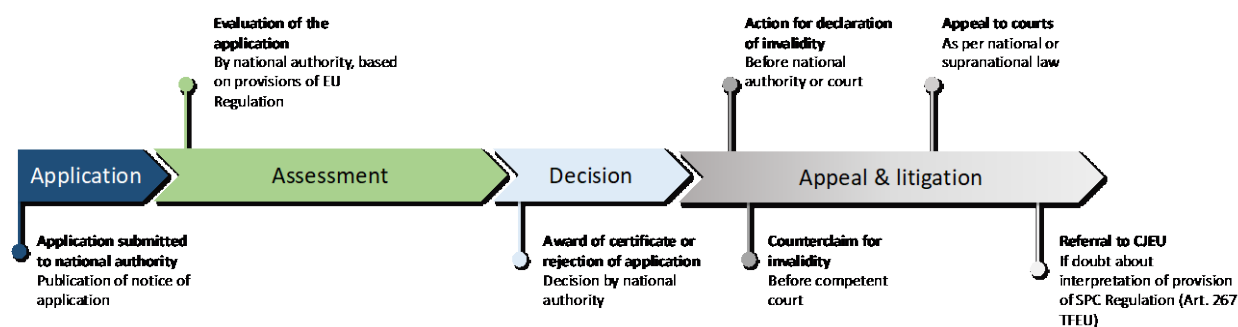 Evaluation of the
application
By national authority, based
on provisions of EU
Regulation
Action for declaration
of invalidity
Before national
authority or court
Appeal to courts
As per national or
supranational law
Application
Assessment
Decision
Appeal & litigation
Application submitted
to national authority
Publication of notice of
application
Award of certificate or
rejection of application
Decision by national
authority
Counterclaim for
invalidity
Before competent
court
Referral to CJEU
If doubt about
interpretation of provision
of SPC Regulation (Art. 267
TFEU)